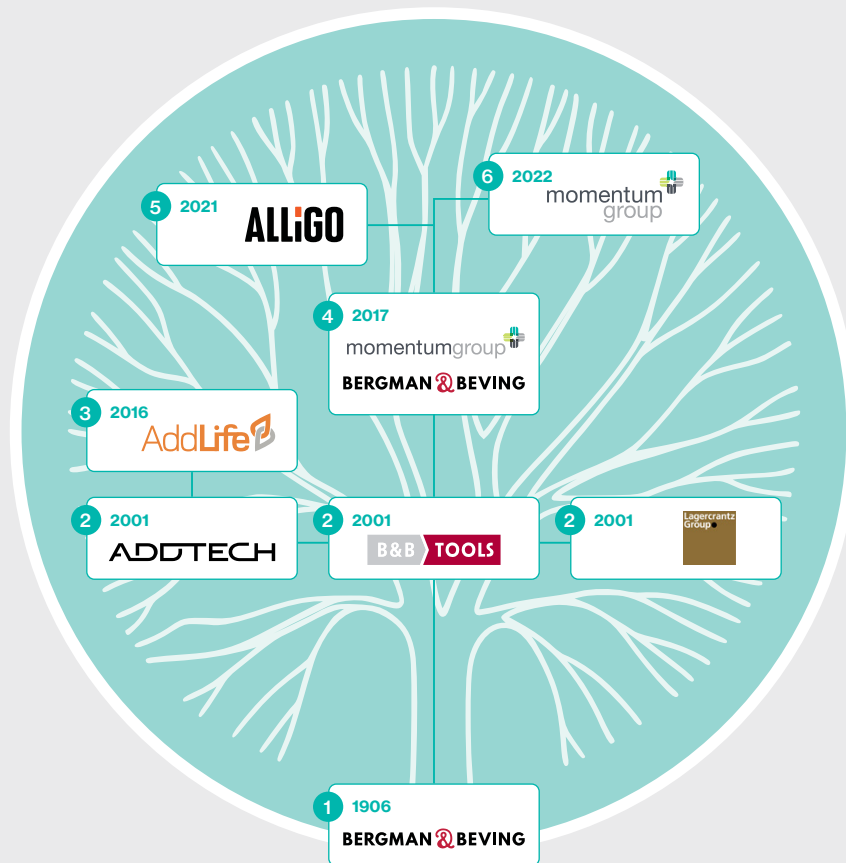 6 2022
momentum
group
5 2021
ALLiGO
4 2017
momentumgroup
BERGMAN & BEVING
3 2016
AddLife
2 2001
ADDTECH
2 2001
B&B TOOLS
2 2001
Lagercrantz
Group
1 1906
BERGMAN & BEVING